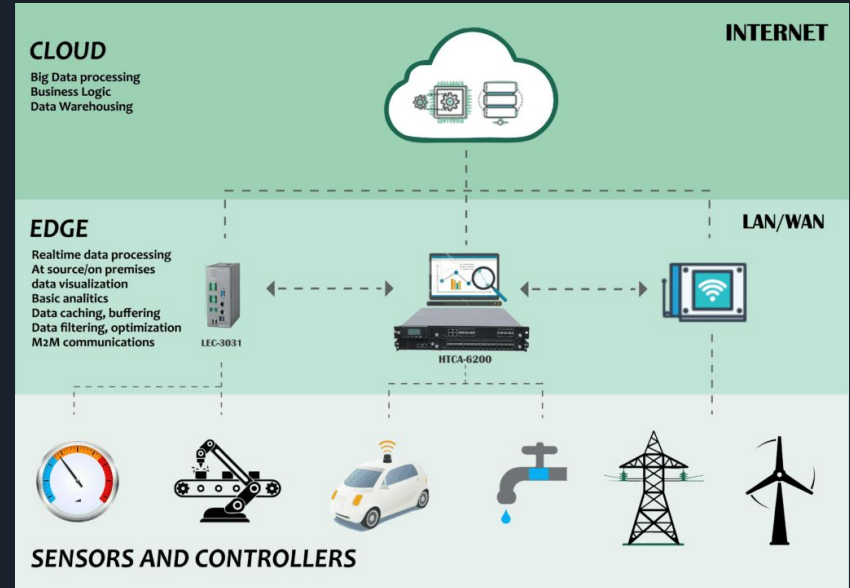 INTERNET
CLOUD
Big Data processing
Business Logic
Data Warehousing
LAN/WAN
EDGE
Realtime data processing
At source/on premises
data visualization
Basic analitics
Data caching, buffering
Data filtering, optimization
M2M communications
LEC-3031
HTCA-6200
SENSORS AND CONTROLLERS